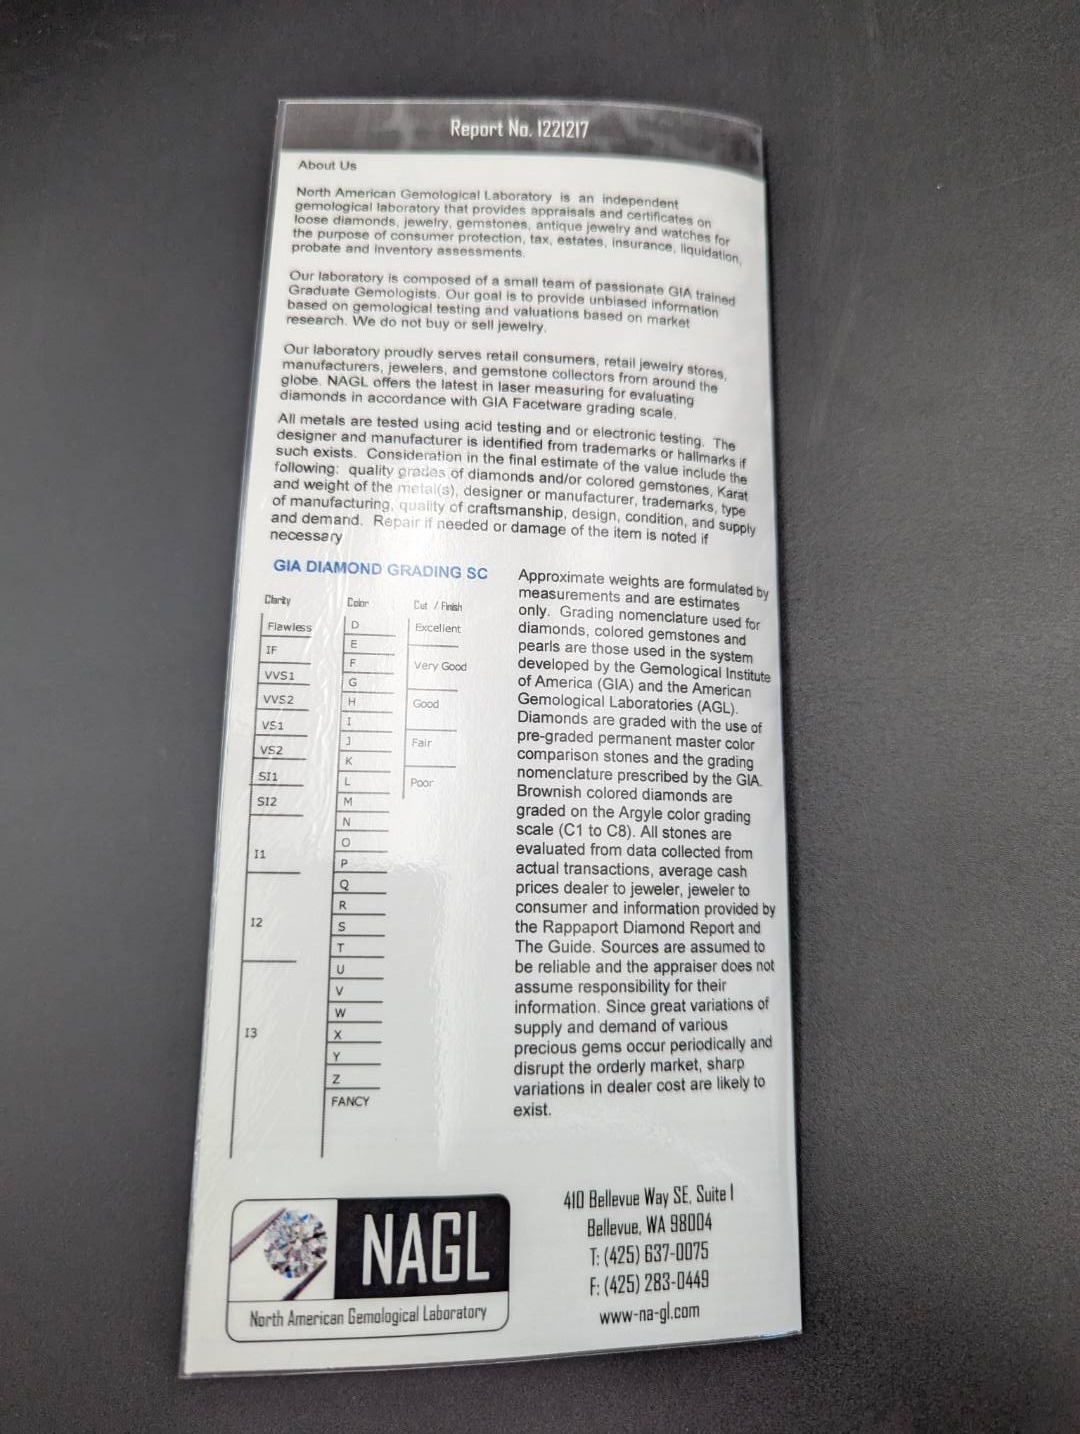 Report No. 1221217
About Us
North American Gemological Laboratory is an independent
gemological laboratory that provides appraisals and certificates on
loose diamonds, jewelry, gemstones, antique jewelry and watches for
the purpose of consumer protection, tax, estates, insurance, liquidation,
probate and inventory assessments.
Our laboratory is composed of a small team of passionate GIA trained
Graduate Gemologists. Our goal is to provide unbiased information
based on gemological testing and valuations based on market
research. We do not buy or sell jewelry.
Our laboratory proudly serves retail consumers, retail jewelry stores,
manufacturers, jewelers, and gemstone collectors from around the
globe. NAGL offers the latest in laser measuring for evaluating
diamonds in accordance with GIA Facetware grading scale.
All metals are tested using acid testing and or electronic testing. The
designer and manufacturer is identified from trademarks or hallmarks if
such exists. Consideration in the final estimate of the value include the
following: quality grades of diamonds and/or colored gemstones, Karat
and weight of the metal(s), designer or manufacturer, trademarks, type
of manufacturing, quality of craftsmanship, design, condition, and supply
and demand. Repair if needed or damage of the item is noted if
necessary
GIA DIAMOND GRADING SC
Clarity
Flawless
IF
VVS1
VVS2
VS1
VS2
SI1
SI2
I1
I2
I3
Color
D
E
F
G
H
I
J
K
L
M
N
O
P
Q
R
S
T
U
V
W
X
Y
Z
FANCY
Cut / Finish
Excellent
Very Good
Good
Fair
Poor
Approximate weights are formulated by
measurements and are estimates
only. Grading nomenclature used for
diamonds, colored gemstones and
pearls are those used in the system
developed by the Gemological Institute
of America (GIA) and the American
Gemological Laboratories (AGL).
Diamonds are graded with the use of
pre-graded permanent master color
comparison stones and the grading
nomenclature prescribed by the GIA.
Brownish colored diamonds are
graded on the Argyle color grading
scale (C1 to C8). All stones are
evaluated from data collected from
actual transactions, average cash
prices dealer to jeweler, jeweler to
consumer and information provided by
the Rappaport Diamond Report and
The Guide. Sources are assumed to
be reliable and the appraiser does not
assume responsibility for their
information. Since great variations of
supply and demand of various
precious gems occur periodically and
disrupt the orderly market, sharp
variations in dealer cost are likely to
exist.
NAGL
North American Gemological Laboratory
410 Bellevue Way SE, Suite 1
Bellevue, WA 98004
T: (425) 637-0075
F: (425) 283-0449
www-na-gl.com